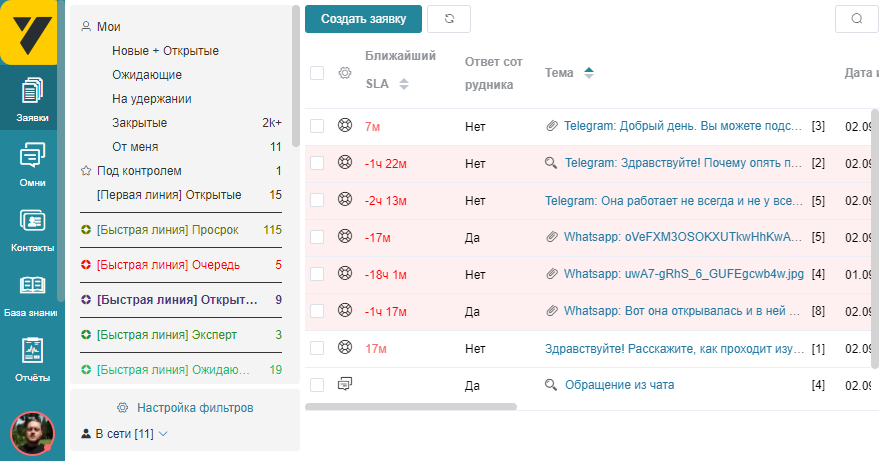 Заявки
Омни
Контакты
База знани
Отчёты
Мои
Новые + Открытые
Ожидающие
На удержании
Закрытые 2k+
От меня 11
Под контролем 1
[Первая линия] Открытые 15
[Быстрая линия] Просрок 115
[Быстрая линия] Очередь 5
[Быстрая линия] Открыт... 9
[Быстрая линия] Эксперт 3
[Быстрая линия] Ожидаю... 19
Настройка фильтров
В сети [11]
Создать заявку
Ближайший SLA Ответ сот рудника Тема Дата и
7м Нет Telegram: Добрый день. Вы можете подс... [3] 02.09
-1ч 22м Нет Telegram: Здравствуйте! Почему опять п... [2] 02.09
-2ч 13м Нет Telegram: Она работает не всегда и не у все... [5] 02.09
-17м Да Whatsapp: oVeFXM3OSOKXUTkwHhKwA... [5] 02.09
-18ч 1м Нет Whatsapp: uwA7-gRhS_6_GUFEgcwb4w.jpg [4] 01.09
-1ч 17м Да Whatsapp: Вот она открывалась и в ней ... [8] 02.09
17м Нет Здравствуйте! Расскажите, как проходит изу... [1] 02.09
Да Обращение из чата [4] 02.09